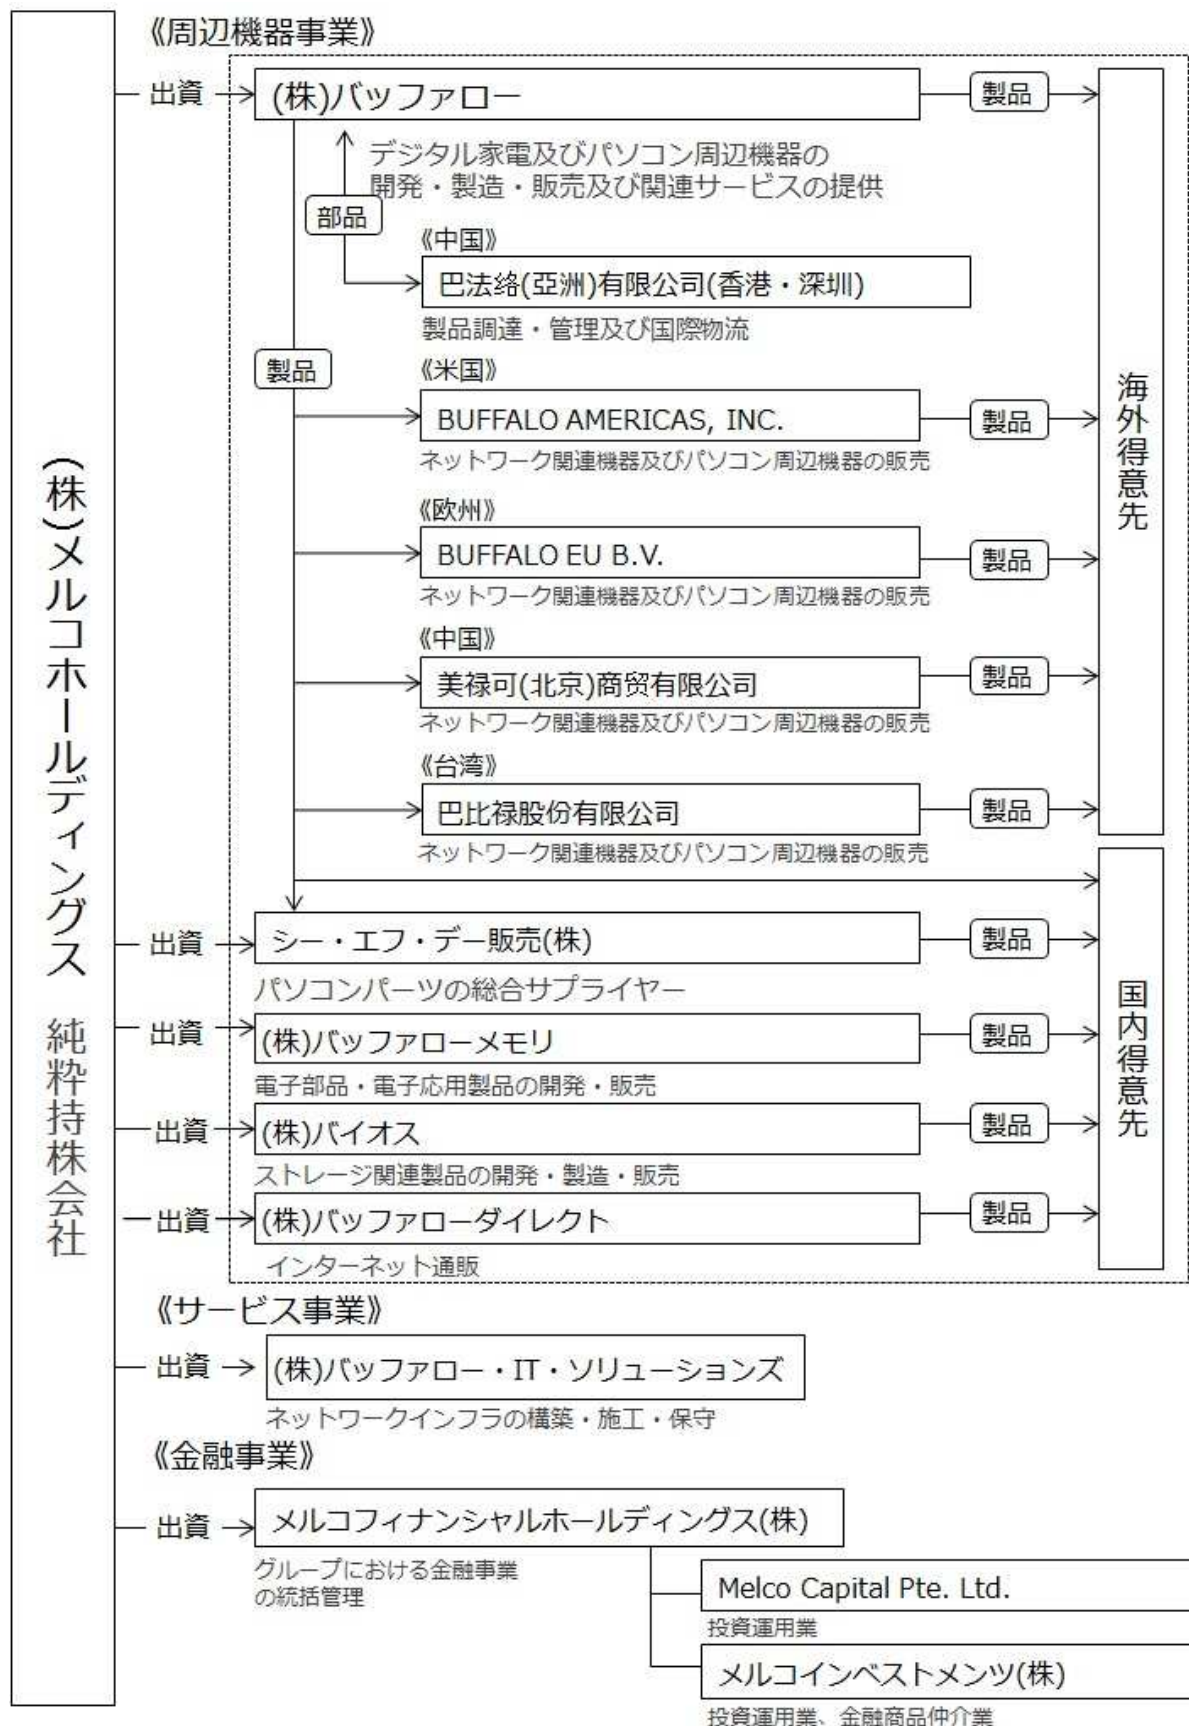 (株)メルコホールディングス 純粋持株会社
《周辺機器事業》
出資
(株)バッファロー
製品
デジタル家電及びパソコン周辺機器の
開発・製造・販売及び関連サービスの提供
部品
《中国》
巴法络(亞洲)有限公司(香港・深圳)
製品調達・管理及び国際物流
製品
《米国》
BUFFALO AMERICAS, INC.
製品
ネットワーク関連機器及びパソコン周辺機器の販売
《欧州》
BUFFALO EU B.V.
製品
ネットワーク関連機器及びパソコン周辺機器の販売
《中国》
美禄可(北京)商贸有限公司
製品
ネットワーク関連機器及びパソコン周辺機器の販売
《台湾》
巴比禄股份有限公司
製品
ネットワーク関連機器及びパソコン周辺機器の販売
海外得意先
出資
シー・エフ・デー販売(株)
製品
パソコンパーツの総合サプライヤー
出資
(株)バッファローメモリ
製品
電子部品・電子応用製品の開発・販売
出資
(株)バイオス
製品
ストレージ関連製品の開発・製造・販売
出資
(株)バッファローダイレクト
製品
インターネット通販
国内得意先
《サービス事業》
出資
(株)バッファロー・IT・ソリューションズ
ネットワークインフラの構築・施工・保守
《金融事業》
出資
メルコフィナンシャルホールディングス(株)
グループにおける金融事業
の統括管理
Melco Capital Pte. Ltd.
投資運用業
メルコインベストメンツ(株)
投資運用業、金融商品仲介業